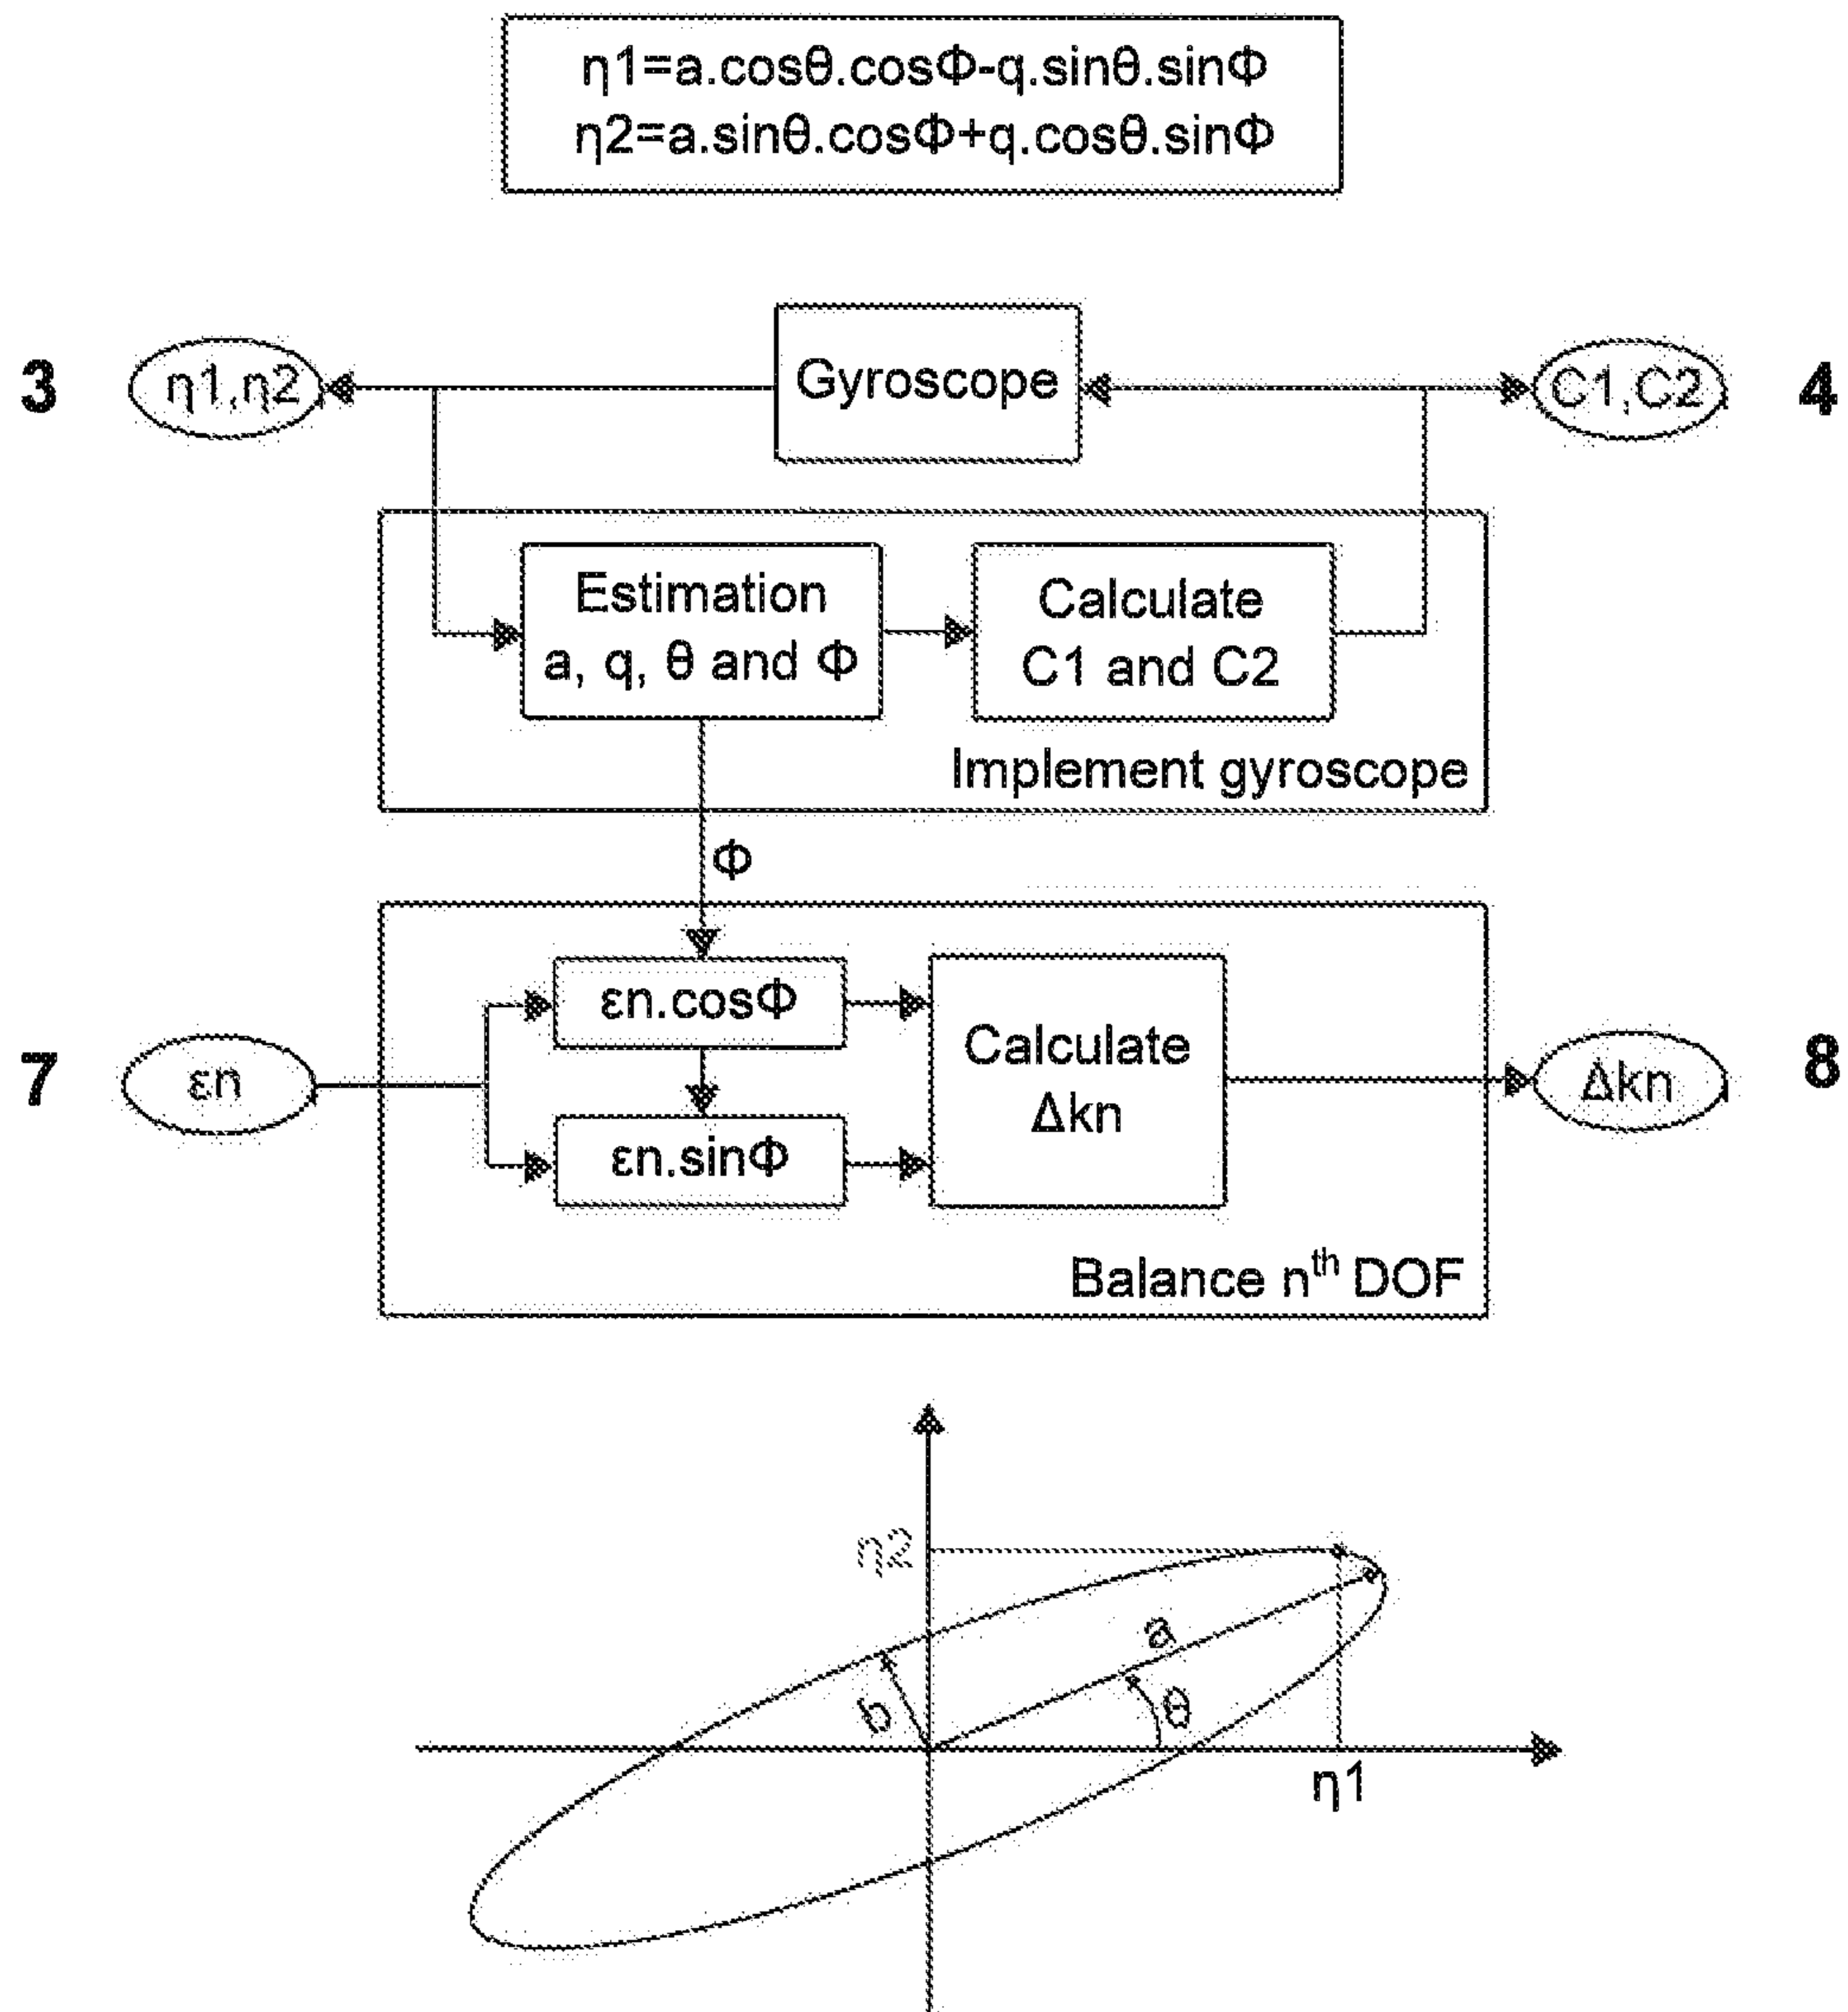 η1=a.cosθ.cosΦ-q.sinθ.sinΦ
η2=a.sinθ.cosΦ+q.cosθ.sinΦ
3
η1,η2
Gyroscope
C1,C2
4
Estimation
a, q, θ and Φ
Calculate
C1 and C2
Implement gyroscope
Φ
7
εn
εn.cosΦ
εn.sinΦ
Calculate
Δkn
Δkn
8
Balance nth DOF
η2
a
b
θ
η1